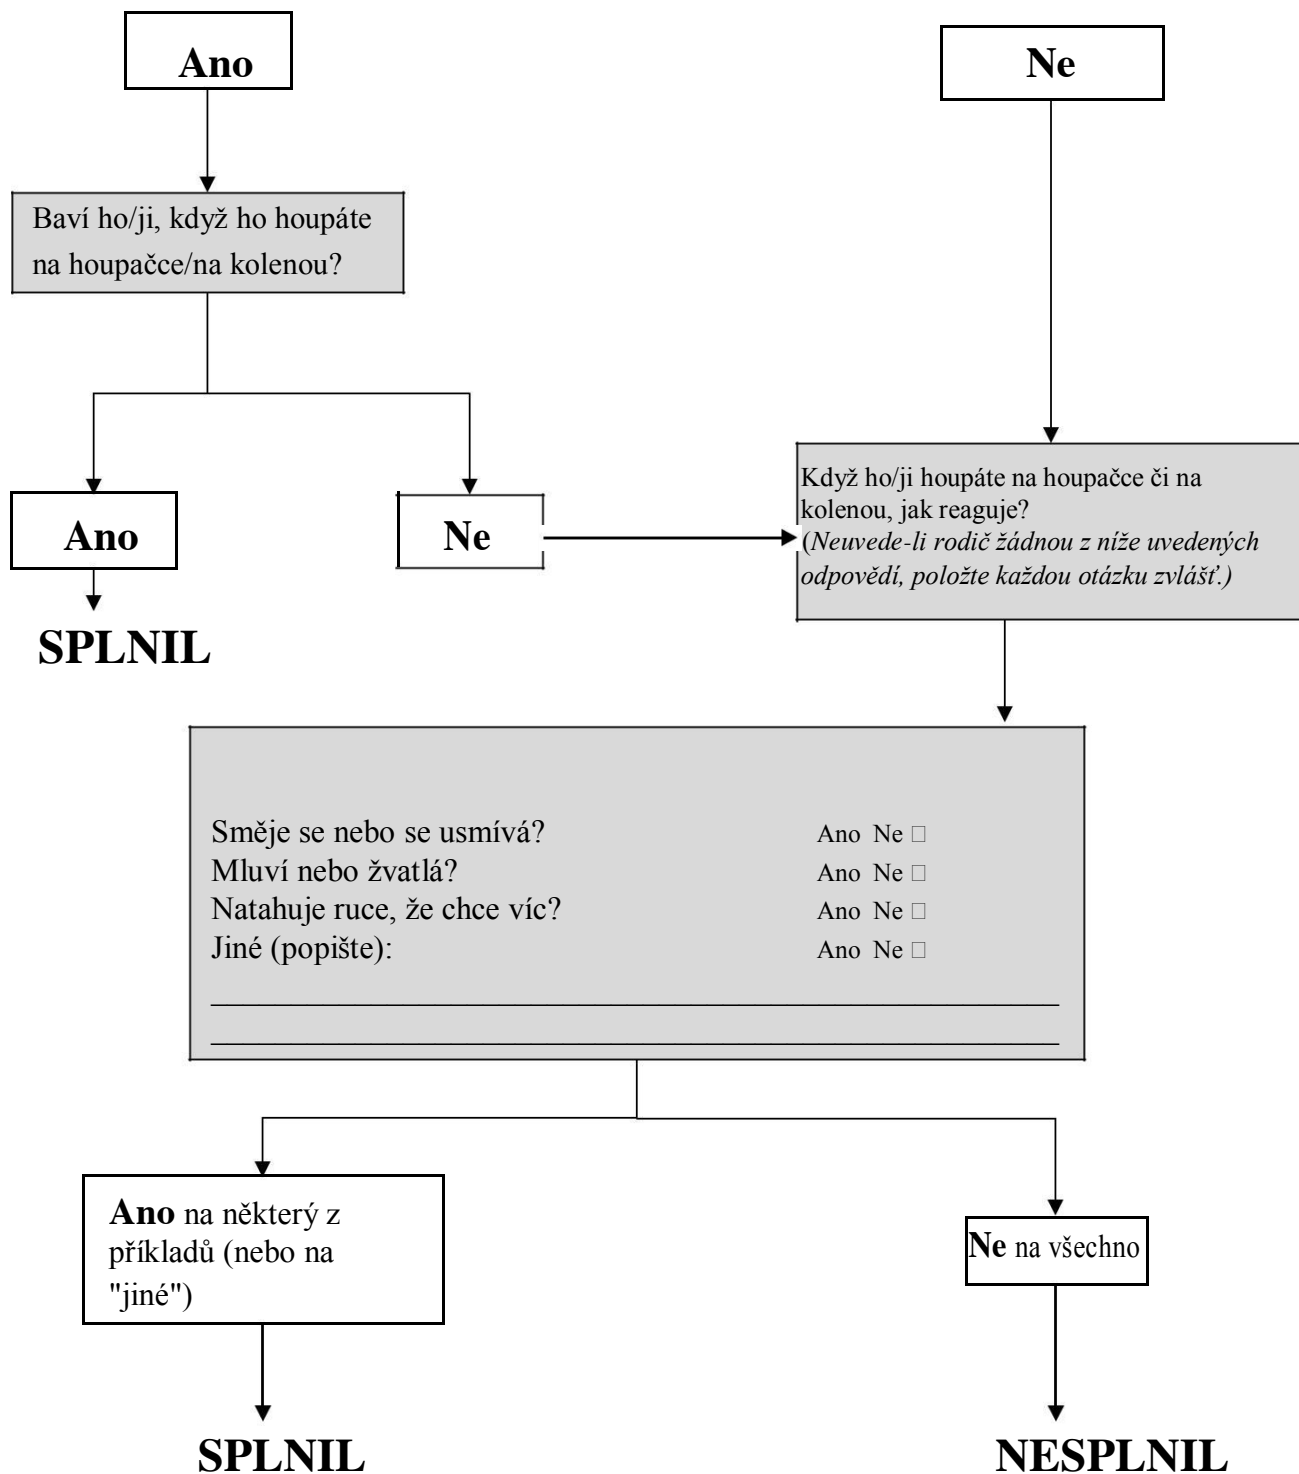 Ano
Ne
Baví ho/ji, když ho houpáte
na houpačce/na kolenou?
Ano
Ne
Když ho/ji houpáte na houpačce či na
kolenou, jak reaguje?
(Neuvede-li rodič žádnou z níže uvedených
odpovědí, položte každou otázku zvlášť.)
SPLNIL
Směje se nebo se usmívá? Ano Ne □
Mluví nebo žvatlá? Ano Ne □
Natahuje ruce, že chce víc? Ano Ne □
Jiné (popište): Ano Ne □
Ano na některý z
příkladů (nebo na
"jiné")
Ne na všechno
SPLNIL
NESPLNIL